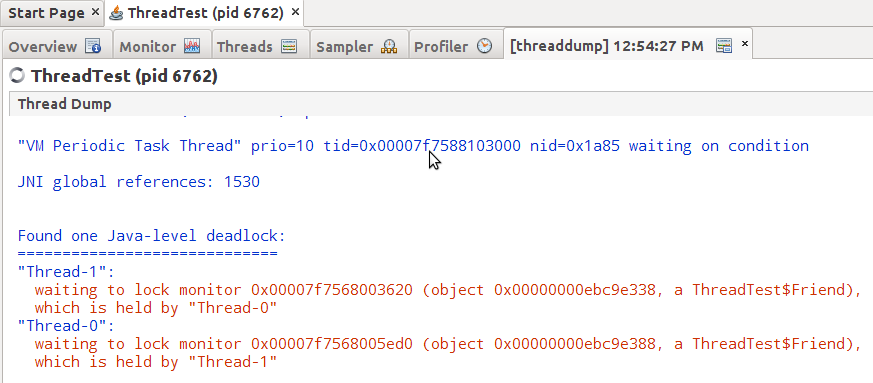 Start Page × ThreadTest (pid 6762) ×
Overview Monitor Threads Sampler Profiler [threaddump] 12:54:27 PM ×
ThreadTest (pid 6762)
Thread Dump
"VM Periodic Task Thread" prio=10 tid=0x00007f7588103000 nid=0x1a85 waiting on condition
JNI global references: 1530
Found one Java-level deadlock:
=============================
"Thread-1":
  waiting to lock monitor 0x00007f7568003620 (object 0x00000000ebc9e338, a ThreadTest$Friend),
  which is held by "Thread-0"
"Thread-0":
  waiting to lock monitor 0x00007f7568005ed0 (object 0x00000000ebc9e388, a ThreadTest$Friend),
  which is held by "Thread-1"